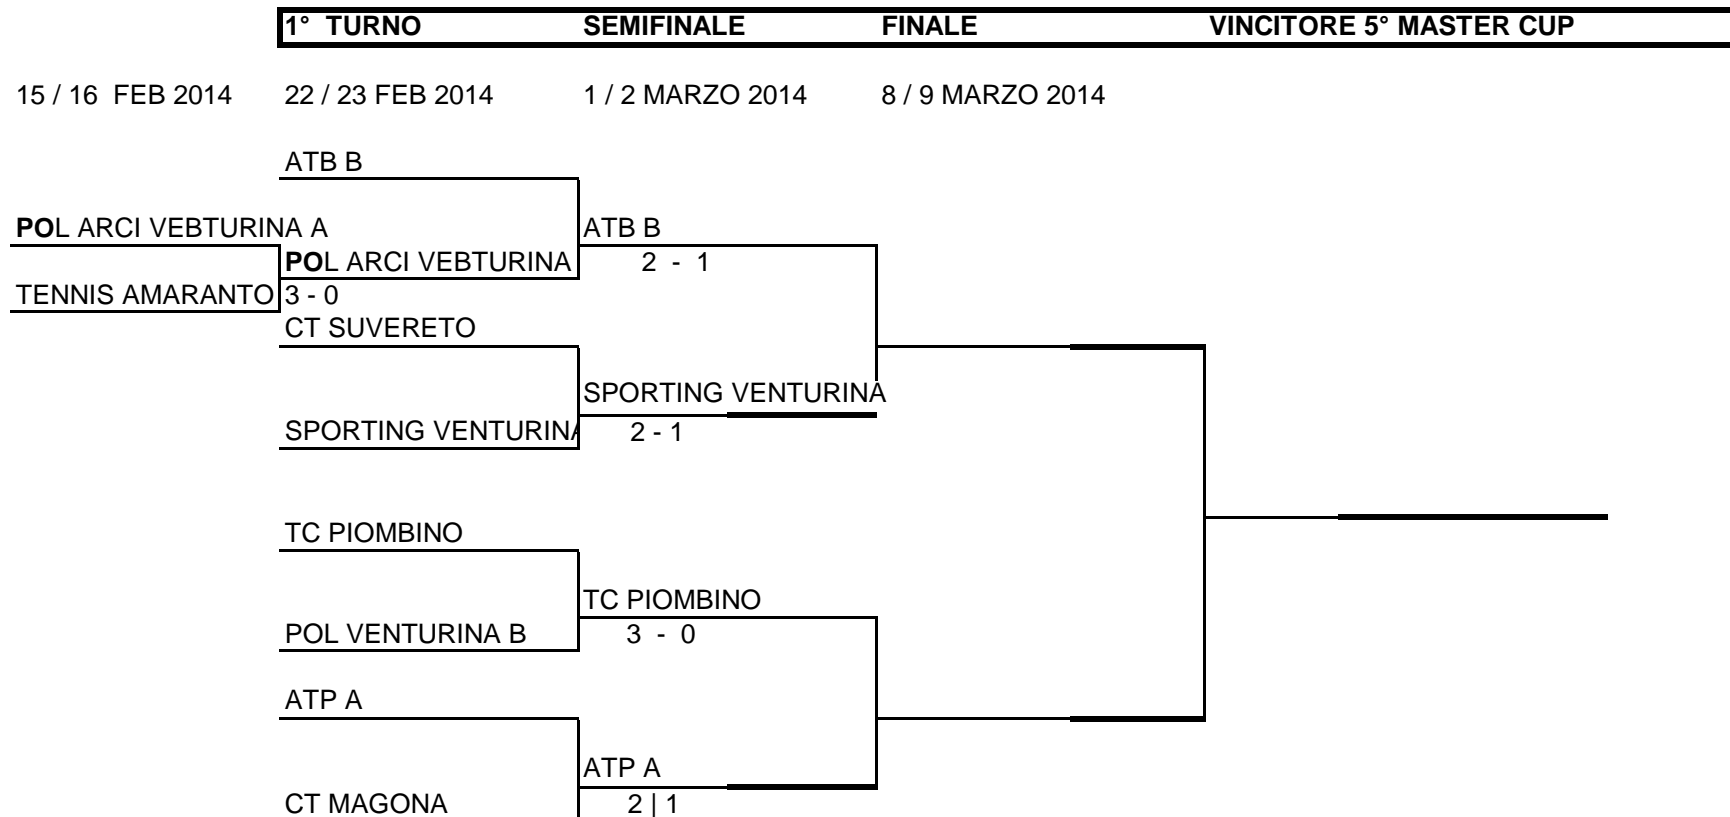 1° TURNO SEMIFINALE FINALE VINCITORE 5° MASTER CUP
15 / 16 FEB 2014 22 / 23 FEB 2014 1 / 2 MARZO 2014 8 / 9 MARZO 2014
ATB B
POL ARCI VEBTURINA A ATB B
POL ARCI VEBTURINA 2 - 1
TENNIS AMARANTO 3 - 0
CT SUVERETO
SPORTING VENTURINA
SPORTING VENTURINA 2 - 1
TC PIOMBINO
TC PIOMBINO
POL VENTURINA B 3 - 0
ATP A
ATP A
CT MAGONA 2 | 1